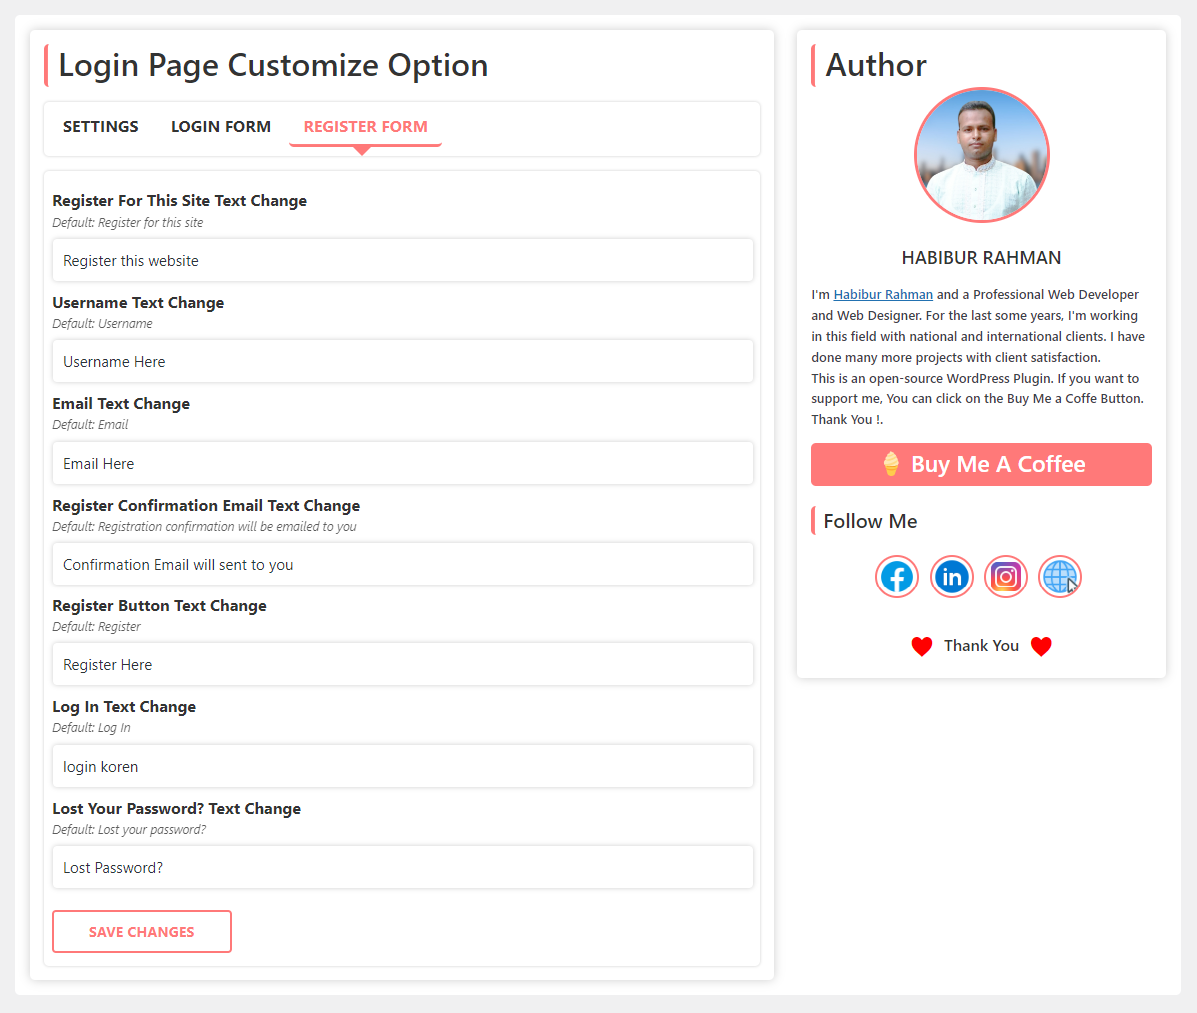 Login Page Customize Option
SETTINGS
LOGIN FORM
REGISTER FORM
Register For This Site Text Change
Default: Register for this site
Register this website
Username Text Change
Default: Username
Username Here
Email Text Change
Default: Email
Email Here
Register Confirmation Email Text Change
Default: Registration confirmation will be emailed to you
Confirmation Email will sent to you
Register Button Text Change
Default: Register
Register Here
Log In Text Change
Default: Log In
login koren
Lost Your Password? Text Change
Default: Lost your password?
Lost Password?
SAVE CHANGES
Author
HABIBUR RAHMAN
I'm Habibur Rahman and a Professional Web Developer
and Web Designer. For the last some years, I'm working
in this field with national and international clients. I have
done many more projects with client satisfaction.
This is an open-source WordPress Plugin. If you want to
support me, You can click on the Buy Me a Coffe Button.
Thank You !.
Buy Me A Coffee
Follow Me
in
Thank You